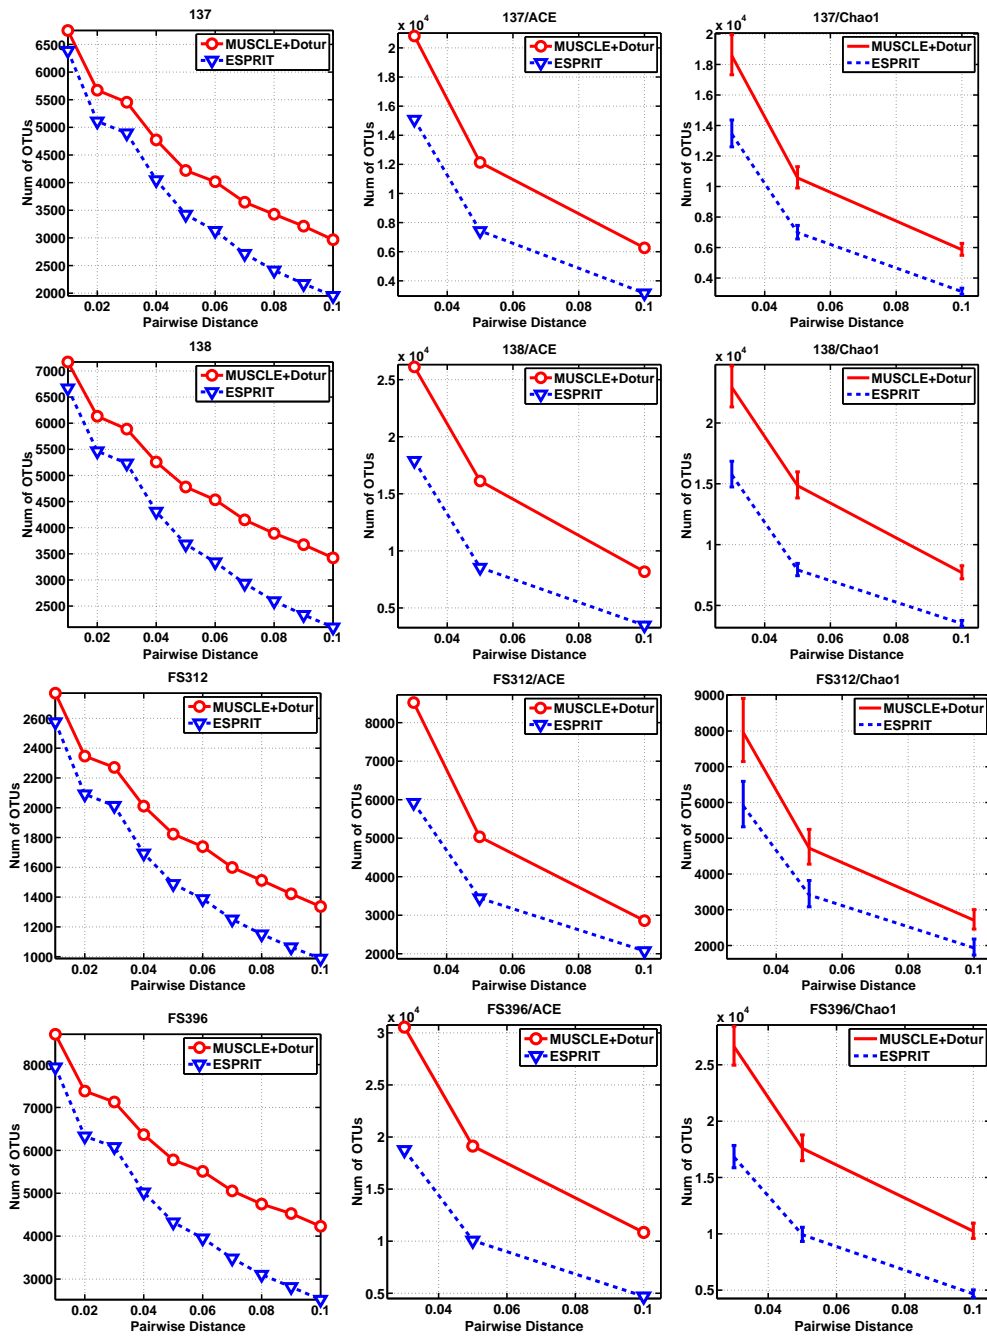 137
Num of OTUs
6500
6000
5500
5000
4500
4000
3500
3000
2500
2000
0.02 0.04 0.06 0.08 0.1
Pairwise Distance
MUSCLE+Dotur
ESPRIT
137/ACE
x 10^4
Num of OTUs
2
1.8
1.6
1.4
1.2
1
0.8
0.6
0.4
0.04 0.06 0.08 0.1
Pairwise Distance
MUSCLE+Dotur
ESPRIT
137/Chao1
x 10^4
Num of OTUs
2
1.8
1.6
1.4
1.2
1
0.8
0.6
0.4
0.04 0.06 0.08 0.1
Pairwise Distance
MUSCLE+Dotur
ESPRIT
138
Num of OTUs
7000
6500
6000
5500
5000
4500
4000
3500
3000
2500
0.02 0.04 0.06 0.08 0.1
Pairwise Distance
MUSCLE+Dotur
ESPRIT
138/ACE
x 10^4
Num of OTUs
2.5
2
1.5
1
0.5
0.04 0.06 0.08 0.1
Pairwise Distance
MUSCLE+Dotur
ESPRIT
138/Chao1
x 10^4
Num of OTUs
2
1.5
1
0.5
0.04 0.06 0.08 0.1
Pairwise Distance
MUSCLE+Dotur
ESPRIT
FS312
Num of OTUs
2600
2400
2200
2000
1800
1600
1400
1200
1000
0.02 0.04 0.06 0.08 0.1
Pairwise Distance
MUSCLE+Dotur
ESPRIT
FS312/ACE
Num of OTUs
8000
7000
6000
5000
4000
3000
2000
0.04 0.06 0.08 0.1
Pairwise Distance
MUSCLE+Dotur
ESPRIT
FS312/Chao1
Num of OTUs
9000
8000
7000
6000
5000
4000
3000
2000
0.04 0.06 0.08 0.1
Pairwise Distance
MUSCLE+Dotur
ESPRIT
FS396
Num of OTUs
8000
7000
6000
5000
4000
3000
0.02 0.04 0.06 0.08 0.1
Pairwise Distance
MUSCLE+Dotur
ESPRIT
FS396/ACE
x 10^4
Num of OTUs
3
2.5
2
1.5
1
0.5
0.04 0.06 0.08 0.1
Pairwise Distance
MUSCLE+Dotur
ESPRIT
FS396/Chao1
x 10^4
Num of OTUs
2.5
2
1.5
1
0.5
0.04 0.06 0.08 0.1
Pairwise Distance
MUSCLE+Dotur
ESPRIT